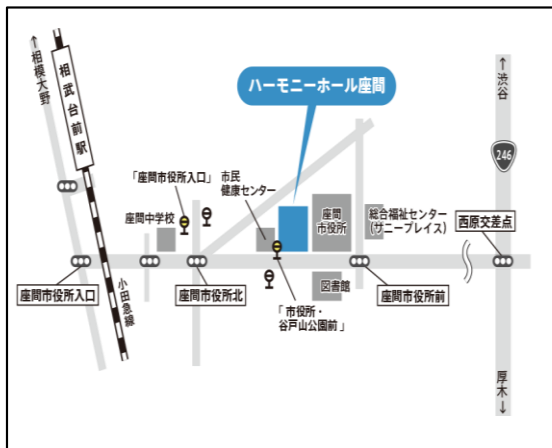 ↑相模大野
相武台前駅
ハーモニーホール座間
↑渋谷
246
「座間市役所入口」
市民
健康センター
座間中学校
座間
市役所
総合福祉センター
(サニープレイス)
西原交差点
座間市役所入口
小田急線
座間市役所北
「市役所・
谷戸山公園前」
図書館
座間市役所前
厚木↓